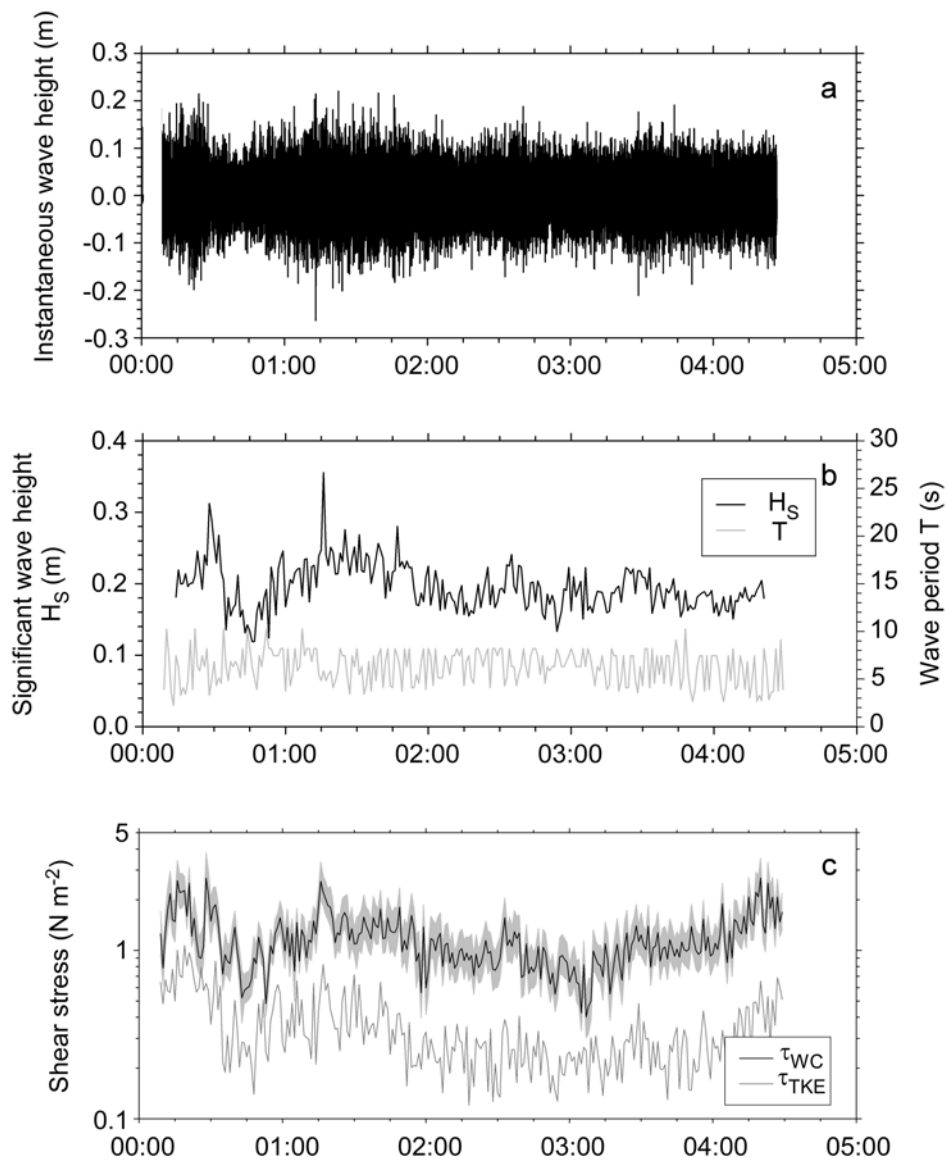 Instantaneous wave height (m)
0.3
0.2
0.1
0.0
-0.1
-0.2
-0.3
a
00:00 01:00 02:00 03:00 04:00 05:00
Significant wave height
H_S (m)
0.4
0.3
0.2
0.1
0.0
b
H_S
T
30
25
20
15
10
5
0
Wave period T (s)
00:00 01:00 02:00 03:00 04:00 05:00
Shear stress (N m⁻²)
5
1
0.1
c
τ_WC
τ_TKE
00:00 01:00 02:00 03:00 04:00 05:00